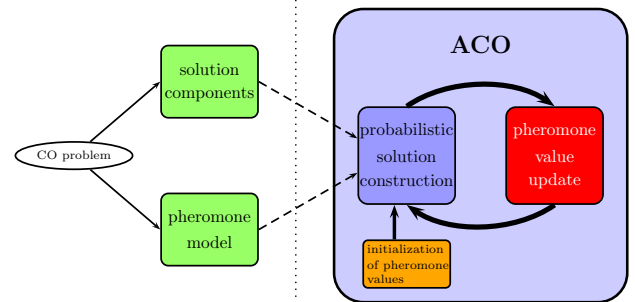 CO problem
solution
components
pheromone
model
ACO
probabilistic
solution
construction
pheromone
value
update
initialization
of pheromone
values